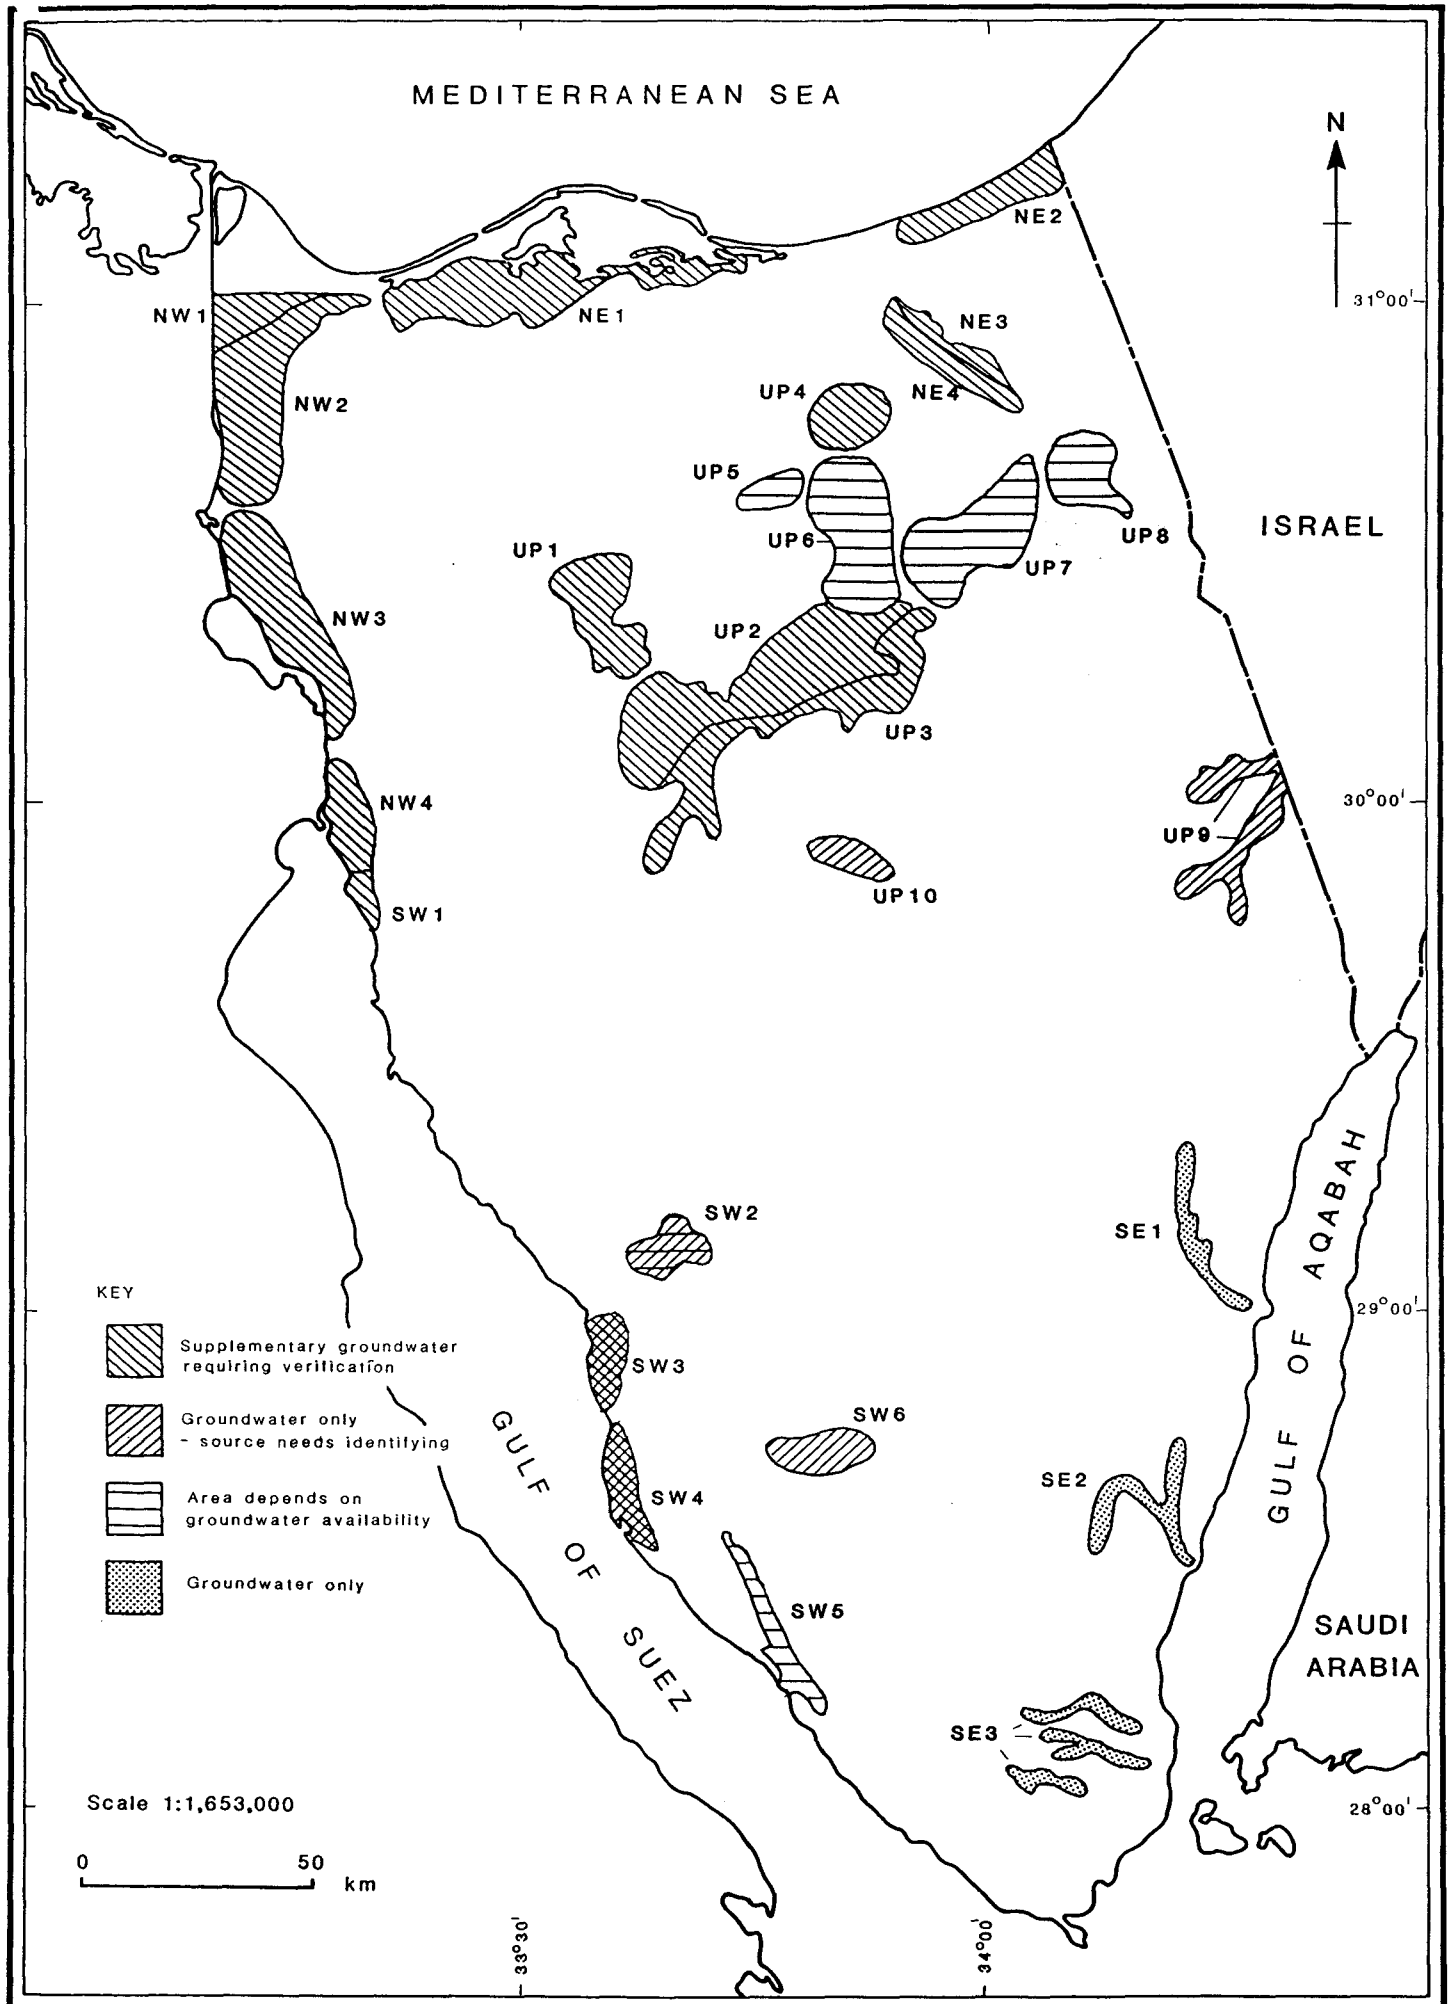 MEDITERRANEAN SEA
N
NE2
NW1
NE1
NE3
31°00'
NW2
UP4
NE4
UP5
UP6
UP8
ISRAEL
UP1
UP7
NW3
UP2
UP3
NW4
30°00'
UP9
UP10
SW1
SW2
SE1
GULF OF AQABAH
KEY
29°00'
Supplementary groundwater
requiring verification
SW3
Groundwater only
- source needs identifying
SW6
SE2
Area depends on
groundwater availability
SW4
Groundwater only
GULF OF SUEZ
SW5
SAUDI
ARABIA
SE3
Scale 1:1,653,000
28°00'
0 50
km
33°30'
34°00'